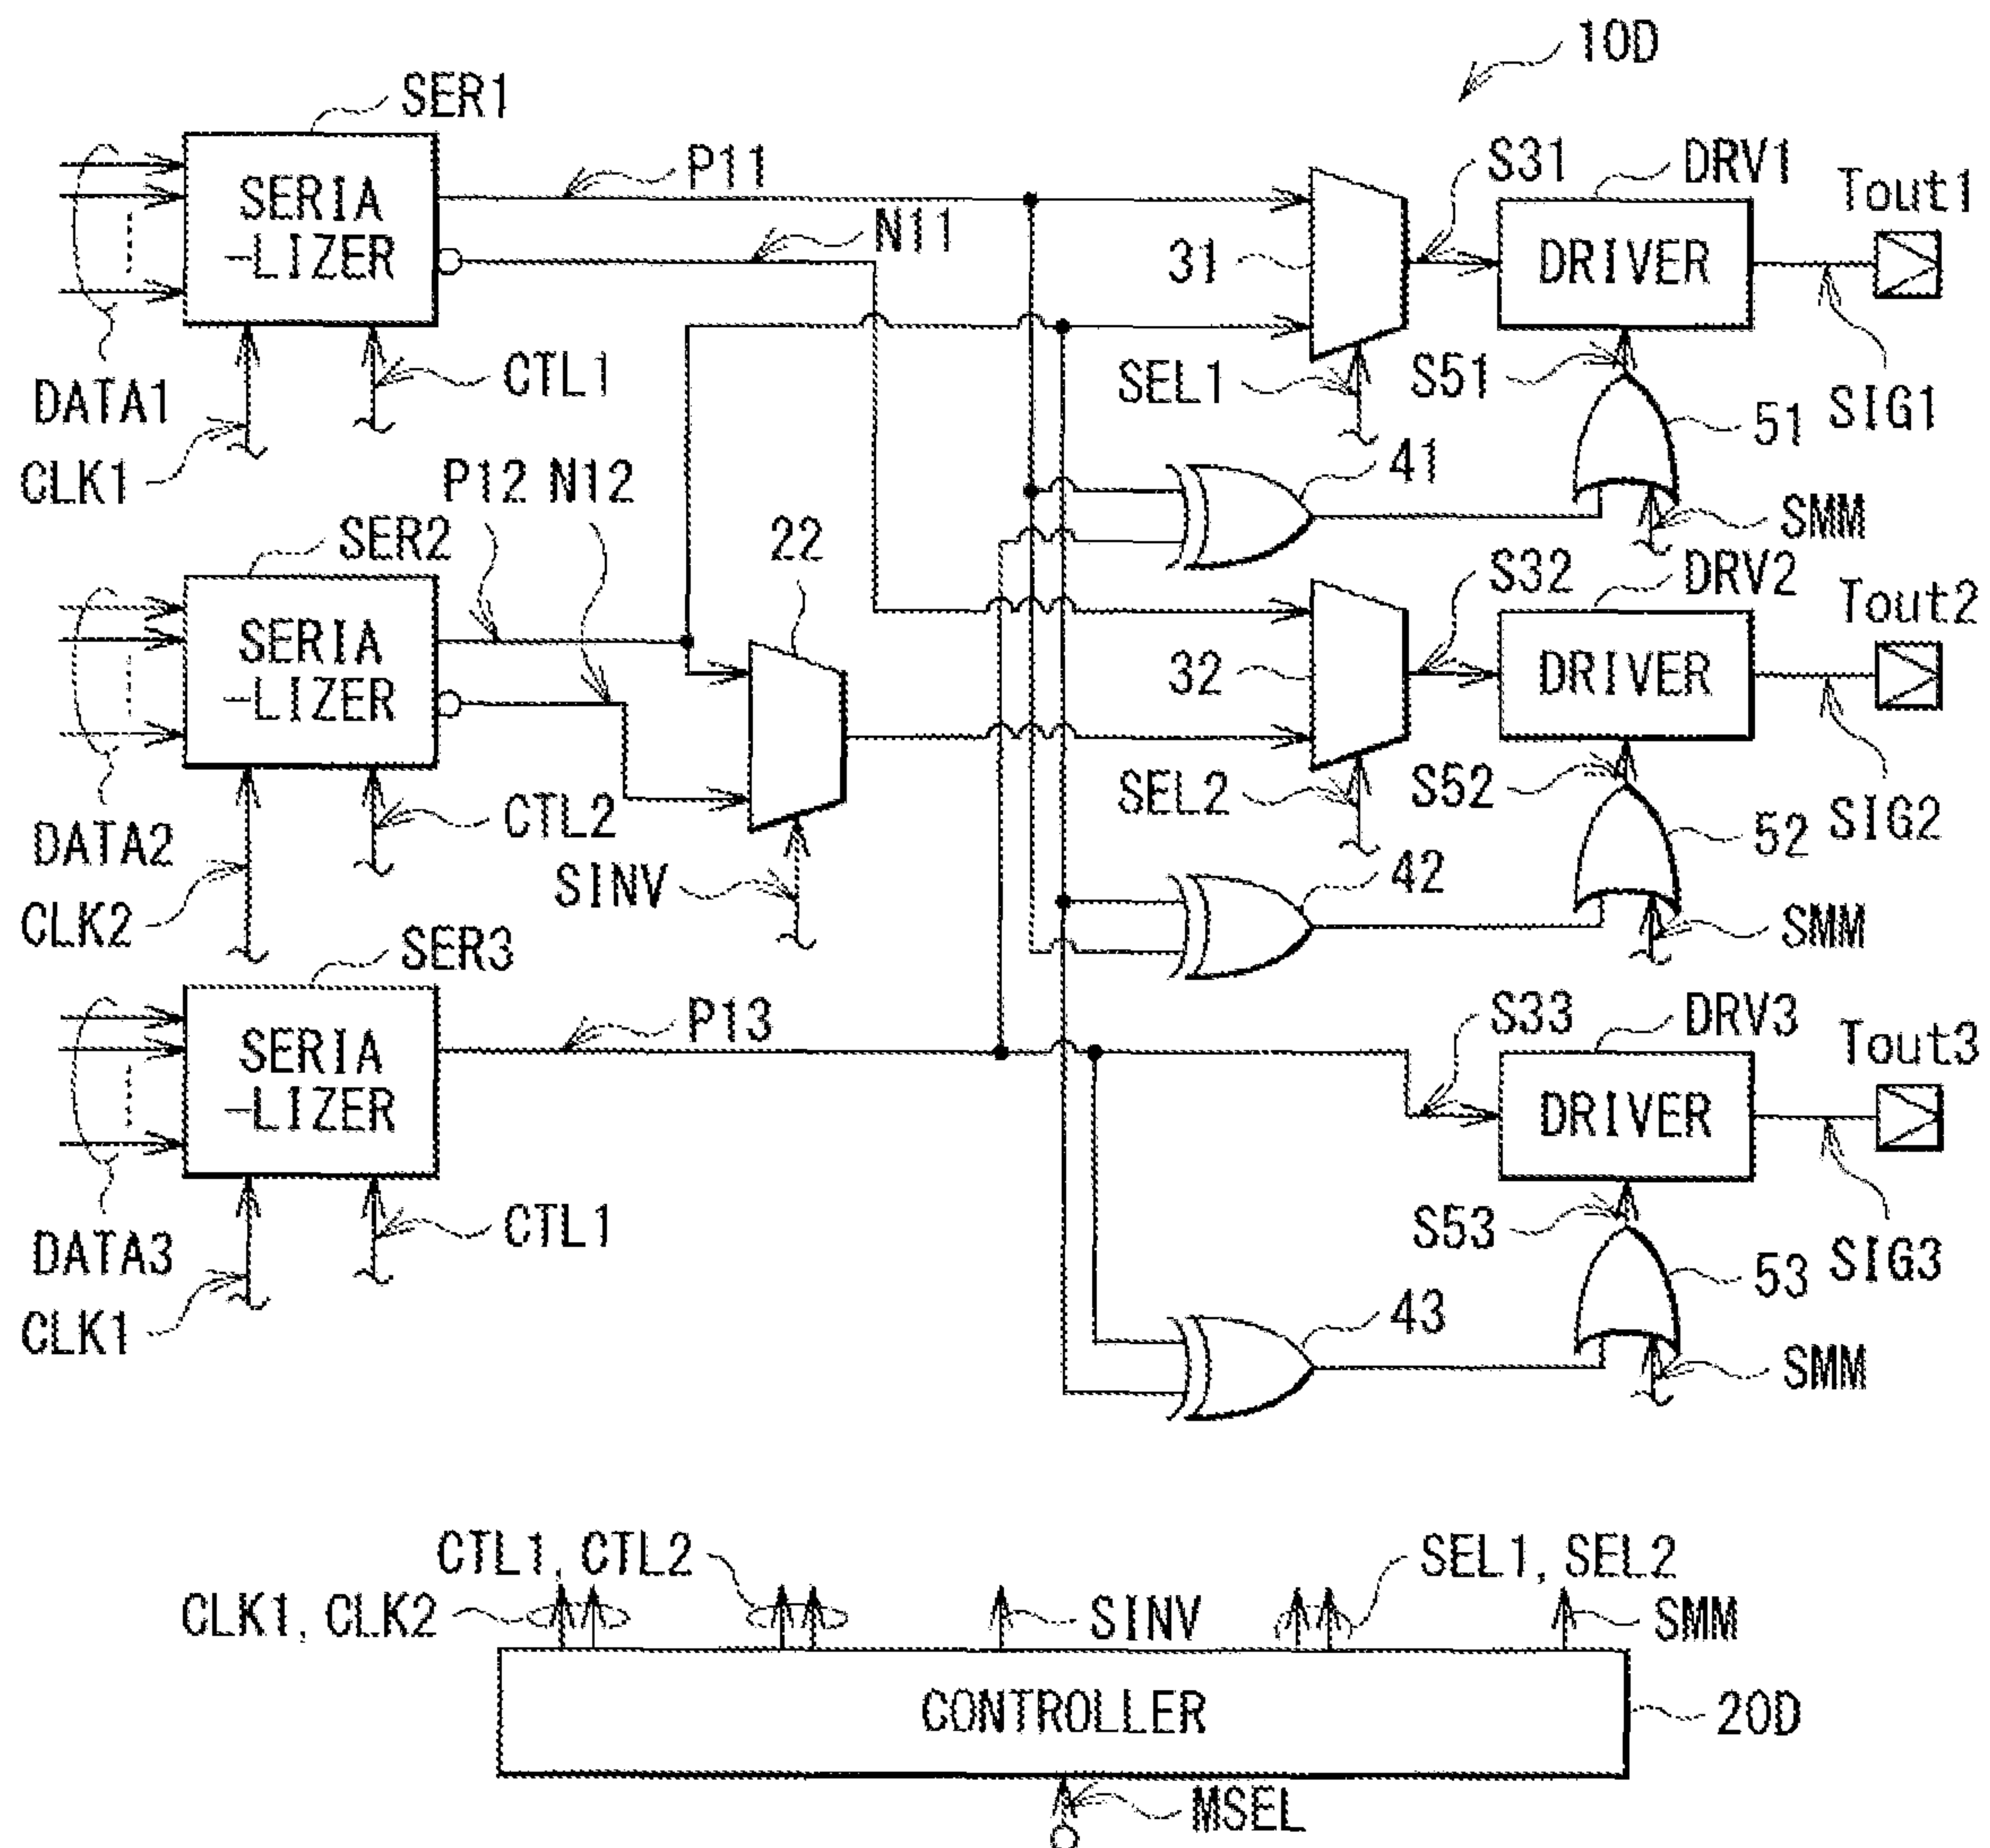 10D
SER1
SERIA
-LIZER
P11
N11
S31
DRV1
DRIVER
Tout1
31
DATA1
CLK1
CTL1
SEL1
S51
51
SIG1
P12
N12
41
SMM
SER2
SERIA
-LIZER
22
S32
DRV2
DRIVER
Tout2
32
DATA2
CLK2
CTL2
SINV
SEL2
S52
52
SIG2
42
SMM
SER3
SERIA
-LIZER
P13
S33
DRV3
DRIVER
Tout3
DATA3
CLK1
CTL1
S53
53
SIG3
43
SMM
CTL1, CTL2
SEL1, SEL2
CLK1, CLK2
SINV
SMM
CONTROLLER
20D
MSEL